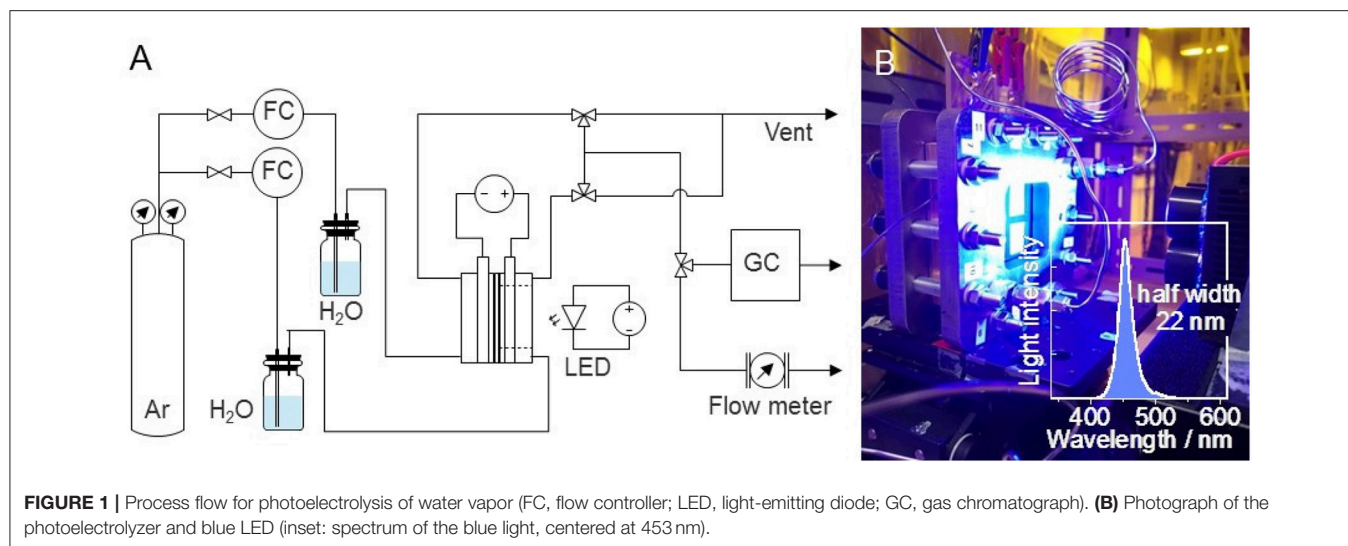 A
FC
FC
Vent
H₂O
GC
LED
H₂O
Ar
Flow meter
B
Light intensity
half width
22 nm
400 500 600
Wavelength / nm
FIGURE 1 | Process flow for photoelectrolysis of water vapor (FC, flow controller; LED, light-emitting diode; GC, gas chromatograph). (B) Photograph of the
photoelectrolyzer and blue LED (inset: spectrum of the blue light, centered at 453 nm).